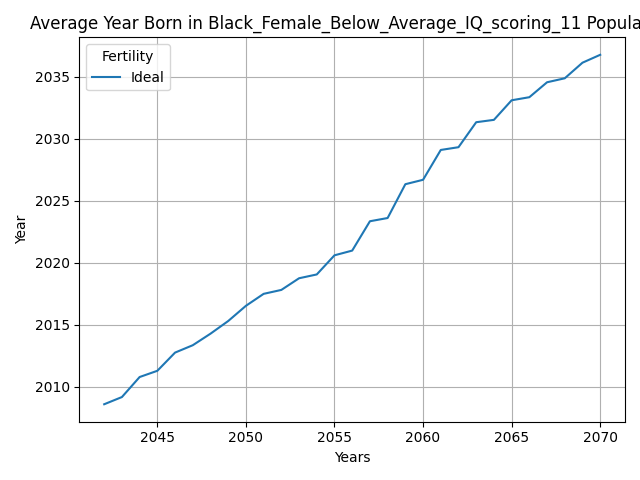 Average Year Born in Black_Female_Below_Average_IQ_scoring_11 Popula
Fertility
Ideal
2035
2030
2025
2020
2015
2010
Year
2045 2050 2055 2060 2065 2070
Years